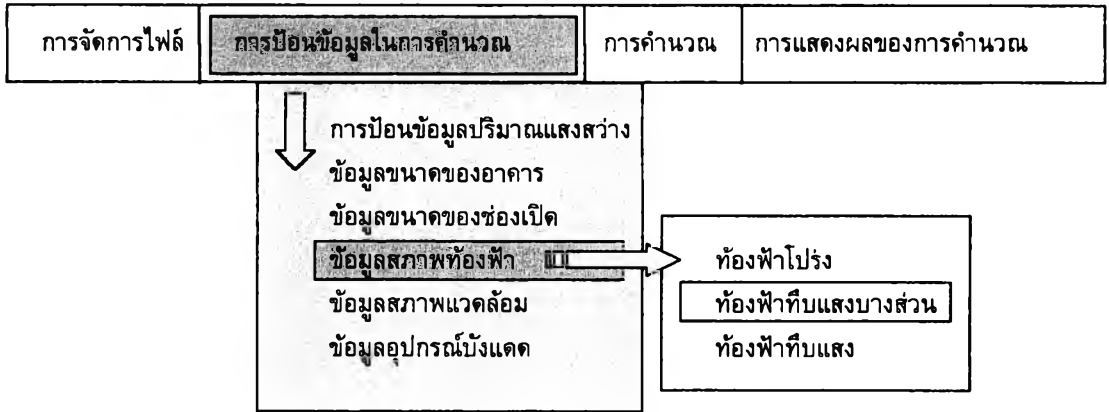 การจัดการไฟล์ การป้อนข้อมูลในการคำนวณ การคำนวณ การแสดงผลของการคำนวณ
การป้อนข้อมูลปริมาณแสงสว่าง
ข้อมูลขนาดของอาคาร
ข้อมูลขนาดของช่องเปิด
ข้อมูลสภาพท้องฟ้า
ข้อมูลสภาพแวดล้อม
ข้อมูลอุปกรณ์บังแดด
ท้องฟ้าโปร่ง
ท้องฟ้าทึบแสงบางส่วน
ท้องฟ้าทึบแสง